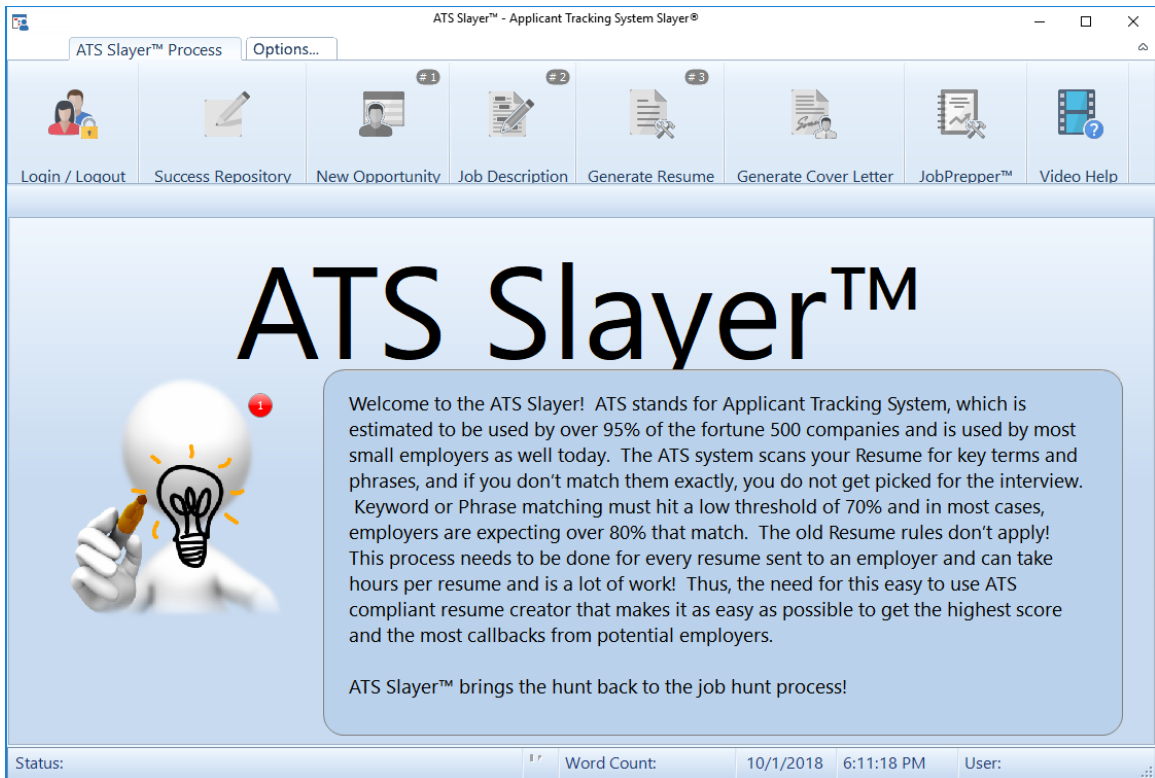 ATS Slayer™ - Applicant Tracking System Slayer®
ATS Slayer™ Process Options...
#1 #2 #3
Login / Logout Success Repository New Opportunity Job Description Generate Resume Generate Cover Letter JobPrepper™ Video Help
ATS Slayer™
1
Welcome to the ATS Slayer! ATS stands for Applicant Tracking System, which is
estimated to be used by over 95% of the fortune 500 companies and is used by most
small employers as well today. The ATS system scans your Resume for key terms and
phrases, and if you don't match them exactly, you do not get picked for the interview.
Keyword or Phrase matching must hit a low threshold of 70% and in most cases,
employers are expecting over 80% that match. The old Resume rules don't apply!
This process needs to be done for every resume sent to an employer and can take
hours per resume and is a lot of work! Thus, the need for this easy to use ATS
compliant resume creator that makes it as easy as possible to get the highest score
and the most callbacks from potential employers.
ATS Slayer™ brings the hunt back to the job hunt process!
Status: Word Count: 10/1/2018 6:11:18 PM User: